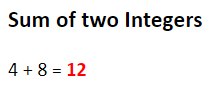 Sum of two Integers
4 + 8 = 12